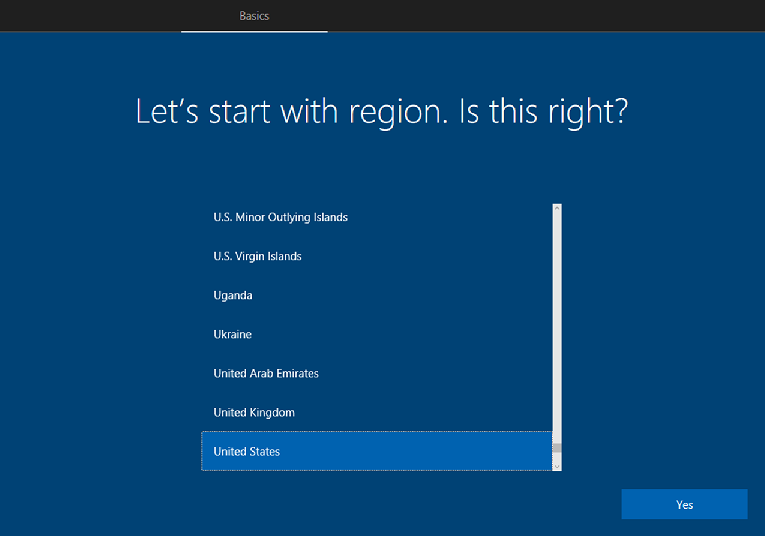 Basics
Let's start with region. Is this right?
U.S. Minor Outlying Islands
U.S. Virgin Islands
Uganda
Ukraine
United Arab Emirates
United Kingdom
United States
Yes